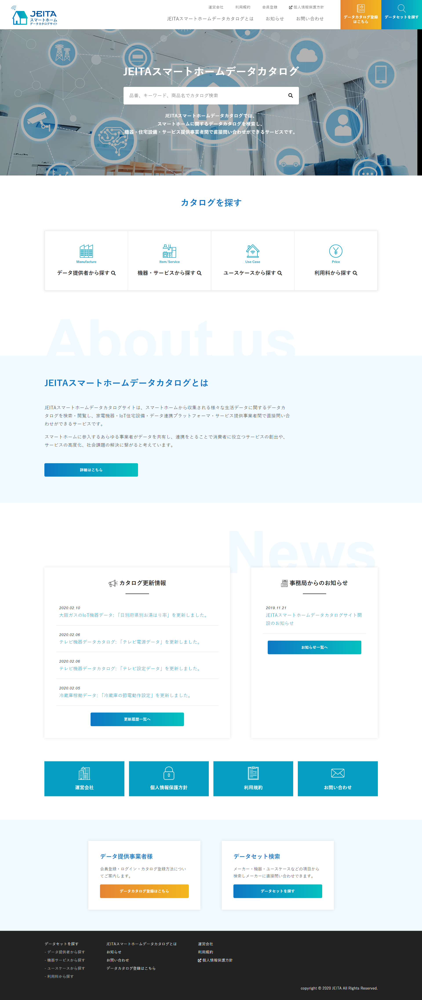 JEITA
スマートホーム
データカタログサイト
運営会社
利用規約
会員登録
個人情報保護方針
JEITAスマートホームデータカタログとは
お知らせ
お問い合わせ
データカタログ登録
はこちら
データセットを探す
JEITAスマートホームデータカタログ
品番、キーワード、商品名でカタログ検索
JEITAスマートホームデータカタログでは、
スマートホームに関するデータカタログを検索し、
機器・住宅設備・サービス提供事業者間で直接問い合わせができるサービスです。
カタログを探す
Manufacture
データ提供者から探す
Item/Service
機器・サービスから探す
Use Case
ユースケースから探す
Price
利用料から探す
About us
JEITAスマートホームデータカタログとは
JEITAスマートホームデータカタログサイトは、スマートホームから収集される様々な生活データに関するデータカ
タログを検索・閲覧し、家電機器・IoT住宅設備・データ連携プラットフォーマ・サービス提供事業者間で直接問い合
わせができるサービスです。
スマートホームに参入するあらゆる事業者がデータを共有し、連携をとることで消費者に役立つサービスの創出や、
サービスの高度化、社会課題の解決に繋がると考えています。
詳細はこちら
News
カタログ更新情報
2020.02.10
大阪ガスのIoT機器データ: 「日別府県別お湯はり率」を更新しました。
2020.02.06
テレビ機器データカタログ: 「テレビ電源データ」を更新しました。
2020.02.06
テレビ機器データカタログ: 「テレビ設定データ」を更新しました。
2020.02.05
冷蔵庫稼働データ: 「冷蔵庫の節電動作設定」を更新しました。
更新履歴一覧へ
事務局からのお知らせ
2019.11.21
JEITAスマートホームデータカタログサイト開
設のお知らせ
お知らせ一覧へ
運営会社
個人情報保護方針
利用規約
お問い合わせ
データ提供事業者様
会員登録・ログイン・カタログ登録方法につい
てご案内します。
データカタログ登録はこちら
データセット検索
メーカー・機器・ユースケースなどの項目から
検索しメーカーに直接問い合わせできます。
データセットを探す
データセットを探す
- データ提供者から探す
- 機器サービスから探す
- ユースケースから探す
- 利用料から探す
JEITAスマートホームデータカタログとは
お知らせ
お問い合わせ
データカタログ登録はこちら
運営会社
利用規約
個人情報保護方針
copyright © 2020 JEITA All Rights Reserved.